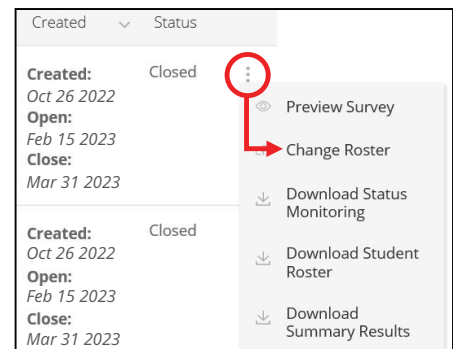 Created Status
Created: Closed
Oct 26 2022
Open:
Feb 15 2023
Close:
Mar 31 2023
Preview Survey
Change Roster
Download Status
Monitoring
Download Student
Roster
Download
Summary Results
Created: Closed
Oct 26 2022
Open:
Feb 15 2023
Close:
Mar 31 2023